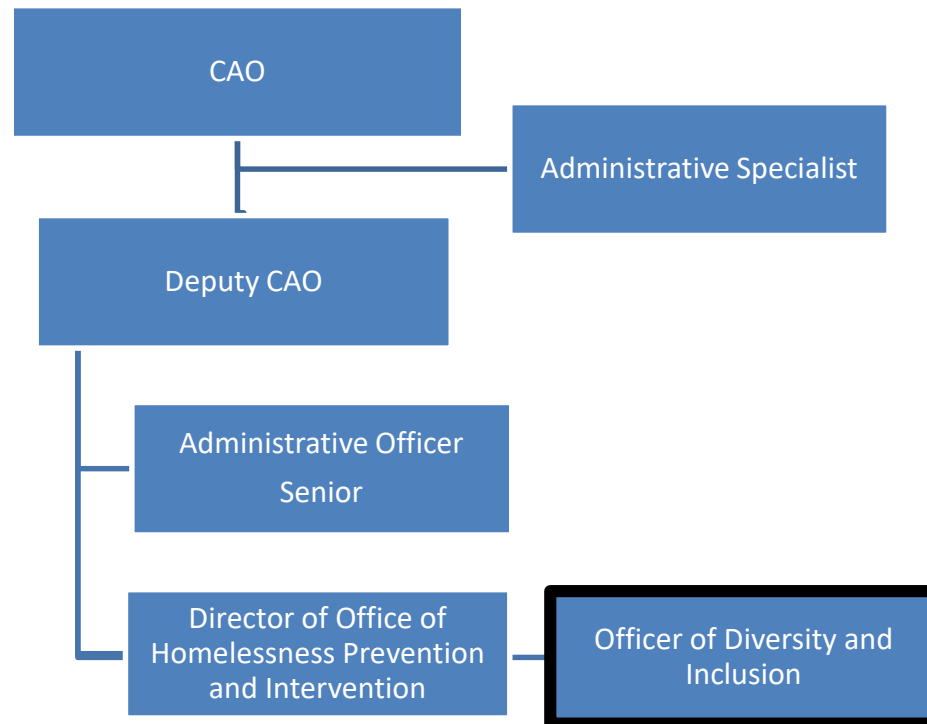 CAO
Administrative Specialist
Deputy CAO
Administrative Officer
Senior
Director of Office of
Homelessness Prevention
and Intervention
Officer of Diversity and
Inclusion